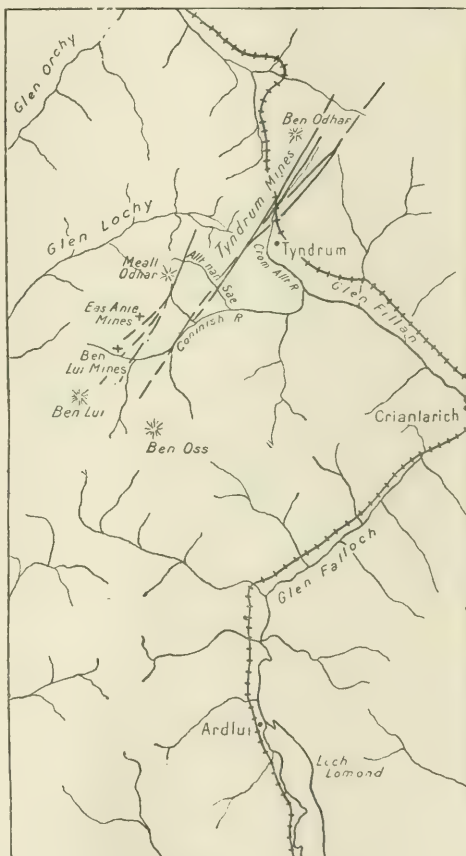 Glen Orchy
Ben Odhar
Tyndrum Mines
Glen Lochy
Tyndrum
Meall
Odhar
Allt nan Sae
Crom Allt R
Eas Anie
Mines
Coninish R
Glen Fillan
Ben
Lui Mines
Ben Lui
Crianlarich
Ben Oss
Glen Falloch
Ardlui
Loch
Lomond